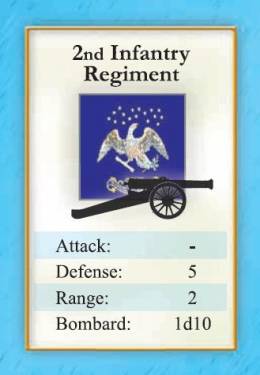 2nd Infantry
Regiment
Attack: -
Defense: 5
Range: 2
Bombard: 1d10